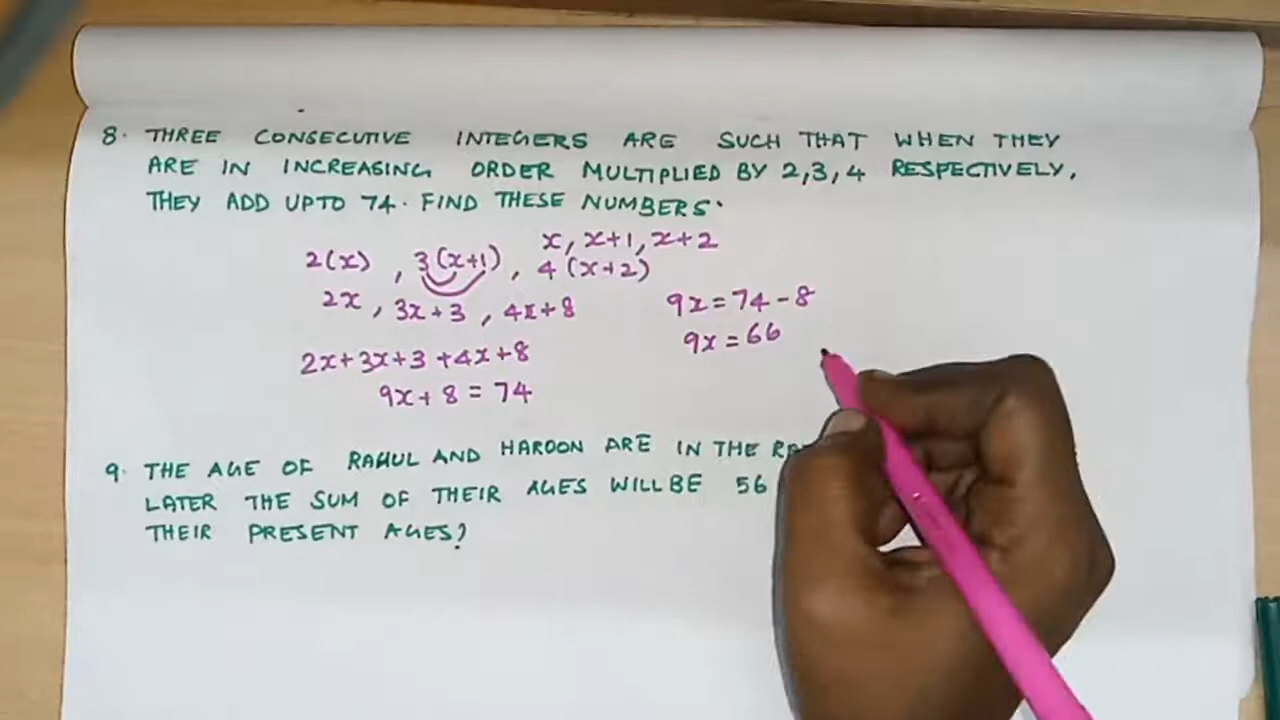 8. THREE CONSECUTIVE INTEGERS ARE SUCH THAT WHEN THEY
ARE IN INCREASING ORDER MULTIPLIED BY 2,3,4 RESPECTIVELY,
THEY ADD UPTO 74. FIND THESE NUMBERS.
x, x+1, x+2
2(x) , 3(x+1) , 4(x+2)
2x , 3x+3 , 4x+8
2x+3x+3+4x+8
9x+8=74
9x=74-8
9x=66
9. THE AGE OF RAHUL AND HAROON ARE IN THE
LATER THE SUM OF THEIR AGES WILL BE 56
THEIR PRESENT AGES?